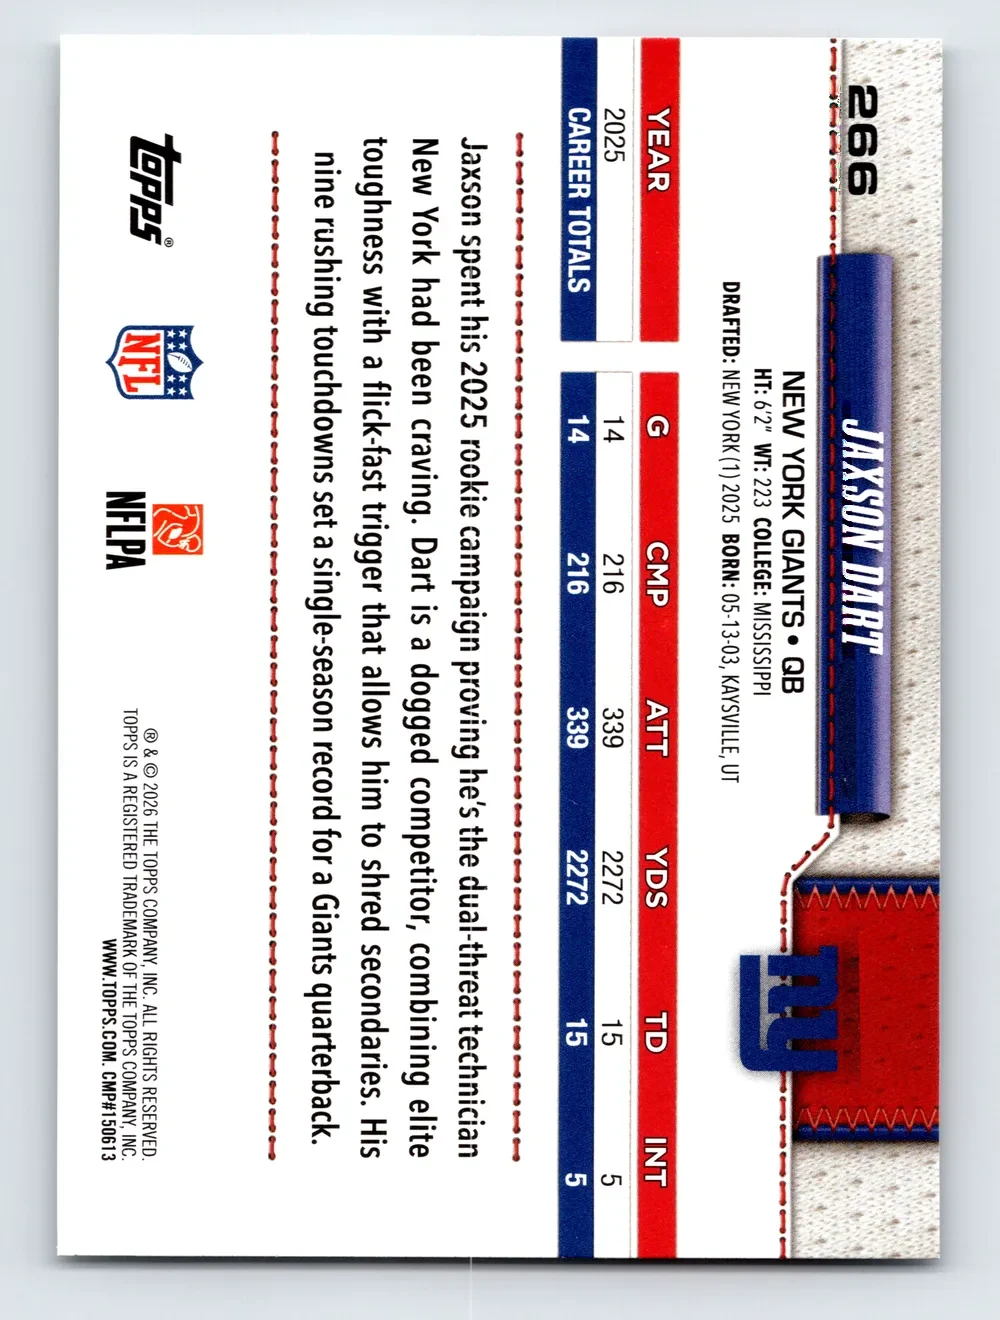 266
JAXSON DART
NEW YORK GIANTS • QB
HT: 6'2" WT: 223 COLLEGE: MISSISSIPPI
DRAFTED: NEW YORK (1) 2025 BORN: 05-13-03, KAYSVILLE, UT
ny
YEAR G CMP ATT YDS TD INT
2025 14 216 339 2272 15 5
CAREER TOTALS 14 216 339 2272 15 5
Jaxson spent his 2025 rookie campaign proving he's the dual-threat technician
New York had been craving. Dart is a dogged competitor, combining elite
toughness with a flick-fast trigger that allows him to shred secondaries. His
nine rushing touchdowns set a single-season record for a Giants quarterback.
Topps®
NFL
NFLPA
® & © 2026 THE TOPPS COMPANY, INC. ALL RIGHTS RESERVED.
TOPPS IS A REGISTERED TRADEMARK OF THE TOPPS COMPANY, INC.
WWW.TOPPS.COM. CMP#150613